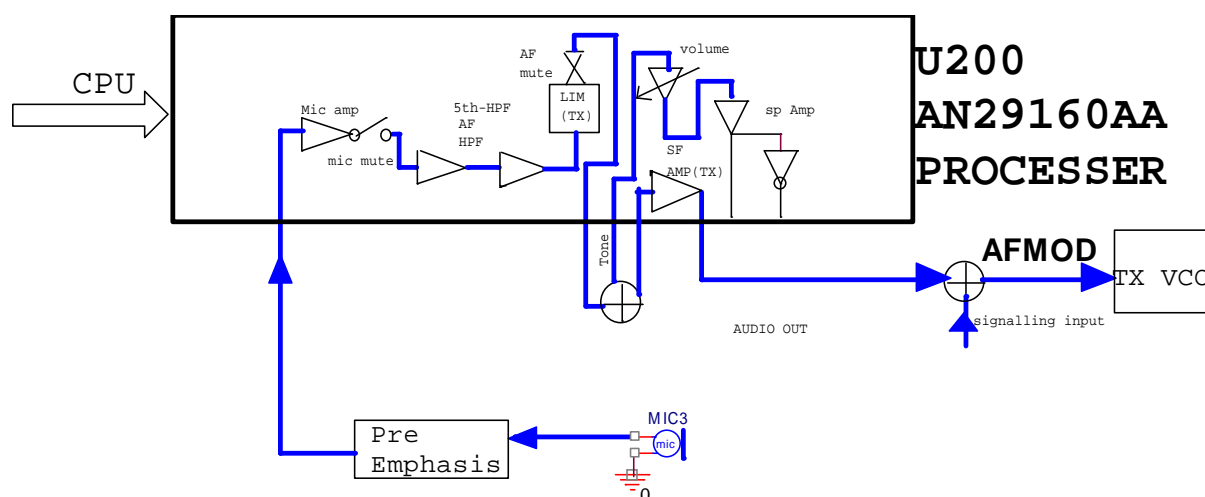 CPU
U200
AN29160AA
PROCESSER
AF
mute
volume
LIM
(TX)
Mic amp
5th-HPF
AF
HPF
sp Amp
mic mute
SF
AMP(TX)
Tone
AFMOD
TX VCO
signalling input
AUDIO OUT
MIC3
mic
Pre
Emphasis
0